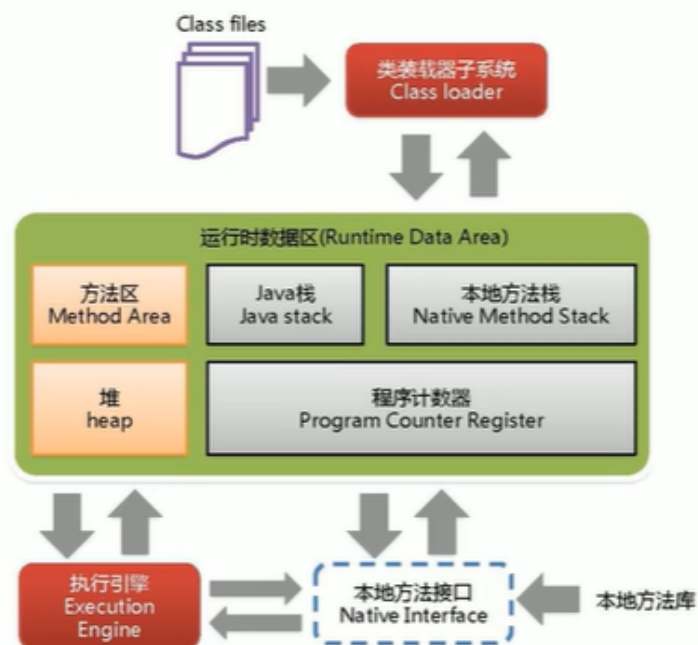 Class files
类装载器子系统
Class loader
运行时数据区(Runtime Data Area)
方法区
Method Area
Java栈
Java stack
本地方法栈
Native Method Stack
堆
heap
程序计数器
Program Counter Register
执行引擎
Execution
Engine
本地方法接口
Native Interface
本地方法库